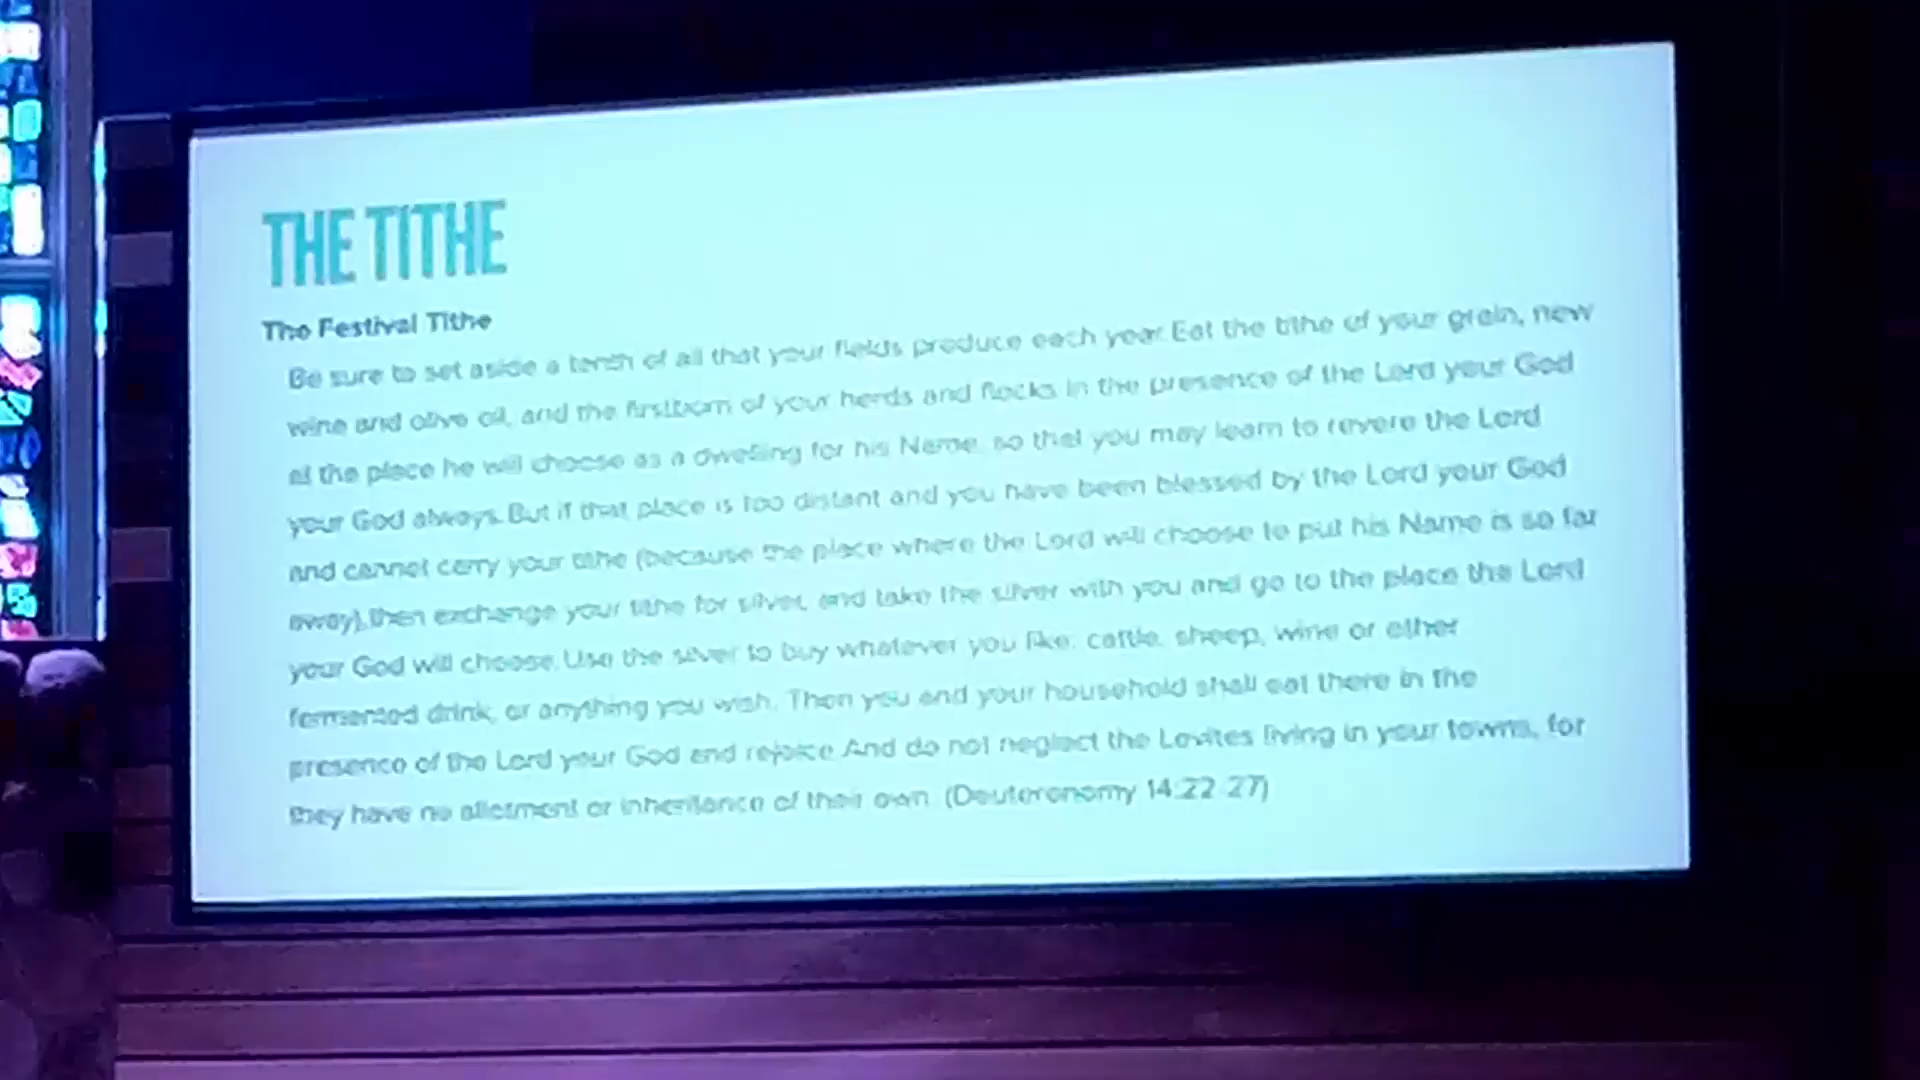 THE TITHE
The Festival Tithe
Be sure to set aside a tenth of all that your fields produce each year. Eat the tithe of your grain, new
wine and olive oil, and the firstborn of your herds and flocks in the presence of the Lord your God
at the place he will choose as a dwelling for his Name, so that you may learn to revere the Lord
your God always. But if that place is too distant and you have been blessed by the Lord your God
and cannot carry your tithe (because the place where the Lord will choose to put his Name is so far
away), then exchange your tithe for silver, and take the silver with you and go to the place the Lord
your God will choose. Use the silver to buy whatever you like: cattle, sheep, wine or other
fermented drink, or anything you wish. Then you and your household shall eat there in the
presence of the Lord your God and rejoice. And do not neglect the Levites living in your towns, for
they have no allotment or inheritance of their own. (Deuteronomy 14:22-27)